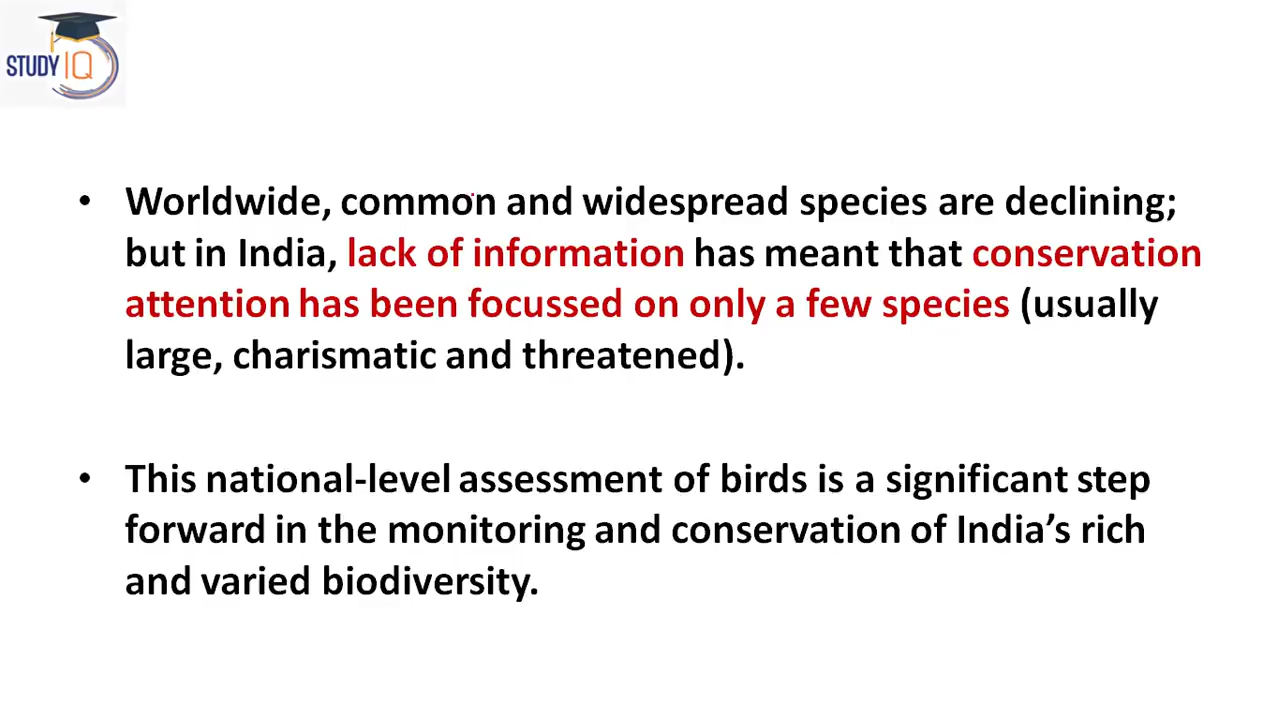 STUDY IQ
• Worldwide, common and widespread species are declining;
but in India, lack of information has meant that conservation
attention has been focussed on only a few species (usually
large, charismatic and threatened).
• This national-level assessment of birds is a significant step
forward in the monitoring and conservation of India’s rich
and varied biodiversity.